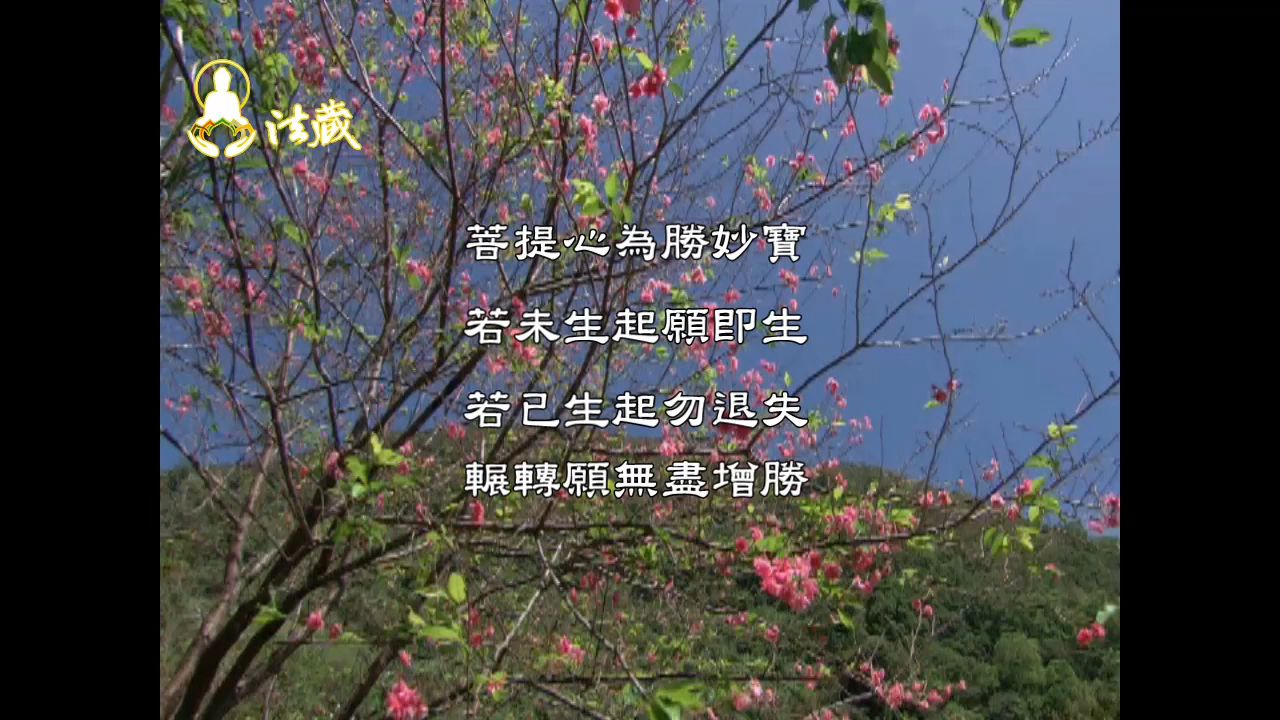 法藏
菩提心為勝妙寶
若未生起願即生
若已生起勿退失
輾轉願無盡增勝